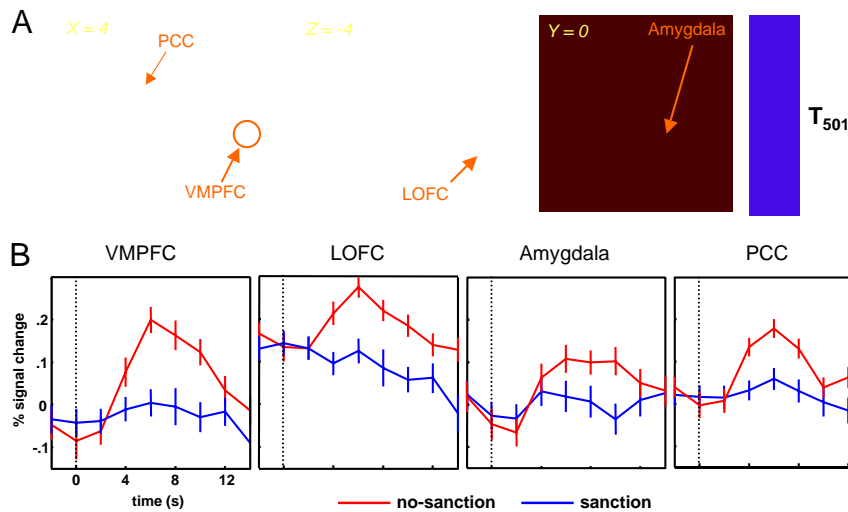 A
X = 4
PCC
VMPFC
Z = -4
LOFC
Y = 0
Amygdala
T501
B
VMPFC
LOFC
Amygdala
PCC
% signal change
.2
.1
0
-.1
0 4 8 12
time (s)
no-sanction
sanction